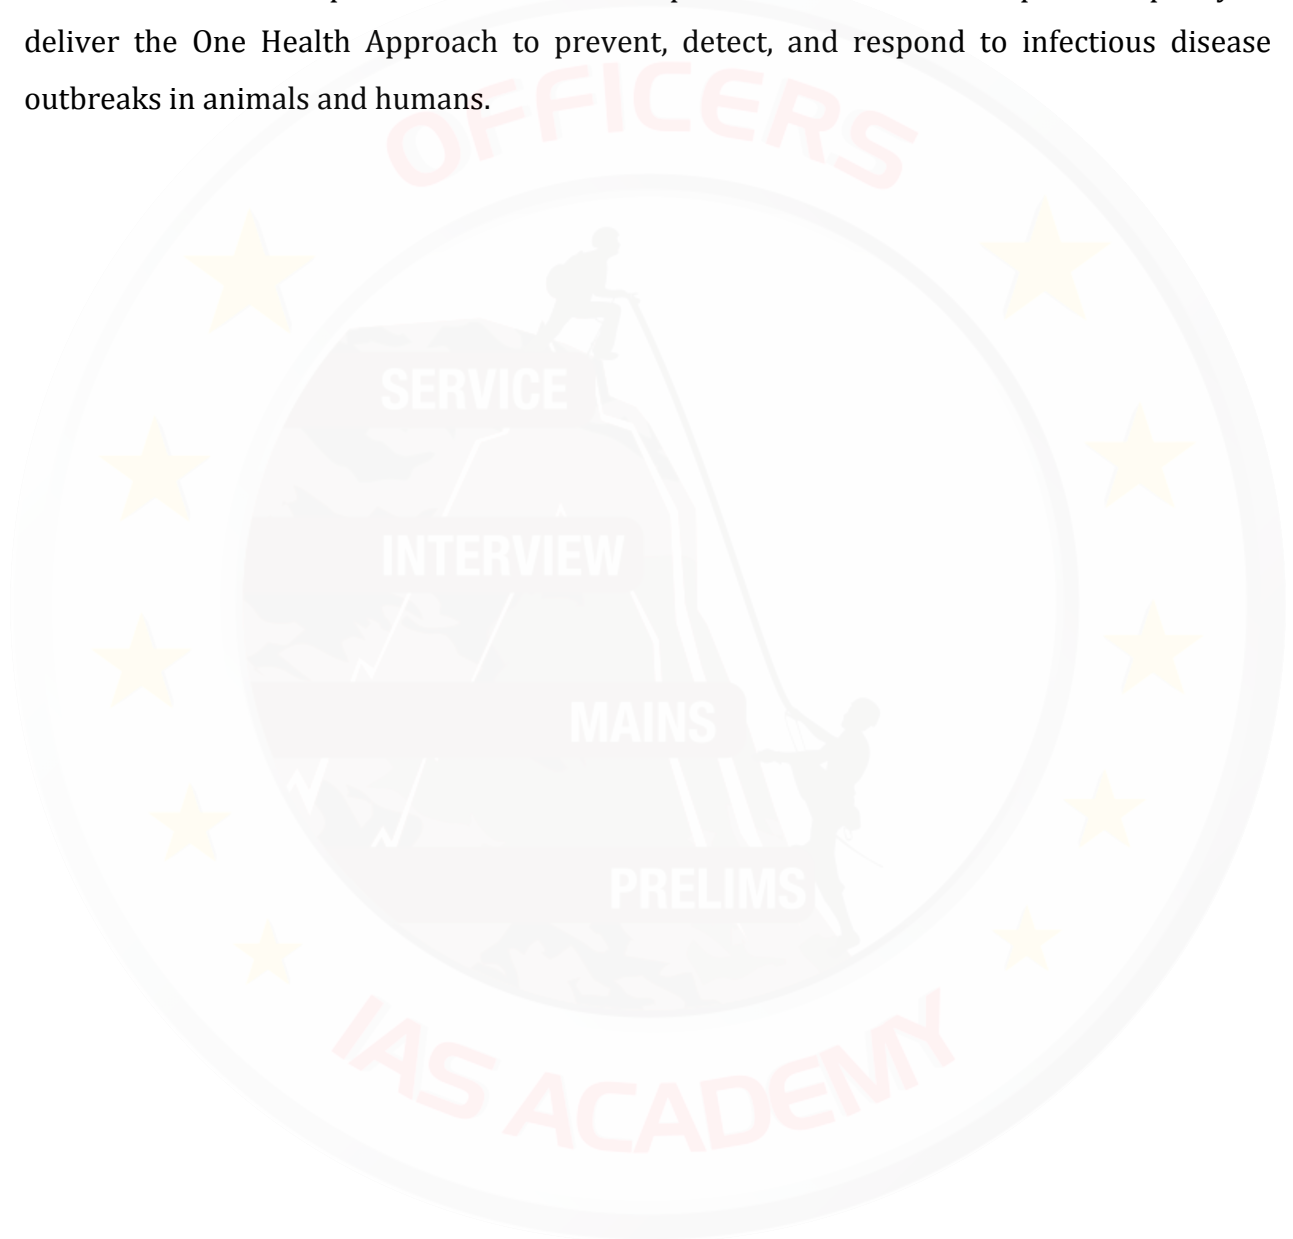 deliver the One Health Approach to prevent, detect, and respond to infectious disease
outbreaks in animals and humans.
OFFICERS
SERVICE
INTERVIEW
MAINS
PRELIMS
IAS ACADEMY